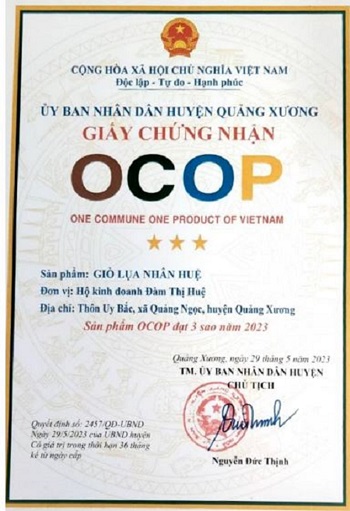 CỘNG HÒA XÃ HỘI CHỦ NGHĨA VIỆT NAM
Độc lập - Tự do - Hạnh phúc
ỦY BAN NHÂN DÂN HUYỆN QUẢNG XƯƠNG
GIẤY CHỨNG NHẬN
OCOP
ONE COMMUNE ONE PRODUCT OF VIETNAM
Sản phẩm: GIÒ LỤA NHÂN HUỆ
Đơn vị: Hộ kinh doanh Đàm Thị Huệ
Địa chỉ: Thôn Uy Bắc, xã Quảng Ngọc, huyện Quảng Xương
Sản phẩm OCOP đạt 3 sao năm 2023
Quảng Xương, ngày 29 tháng 5 năm 2023
TM. ỦY BAN NHÂN DÂN HUYỆN
CHỦ TỊCH
Quyết định số: 2457/QĐ-UBND
Ngày 29/5/2023 của UBND huyện
Có giá trị trong thời hạn 36 tháng
kể từ ngày cấp
Nguyễn Đức Thịnh